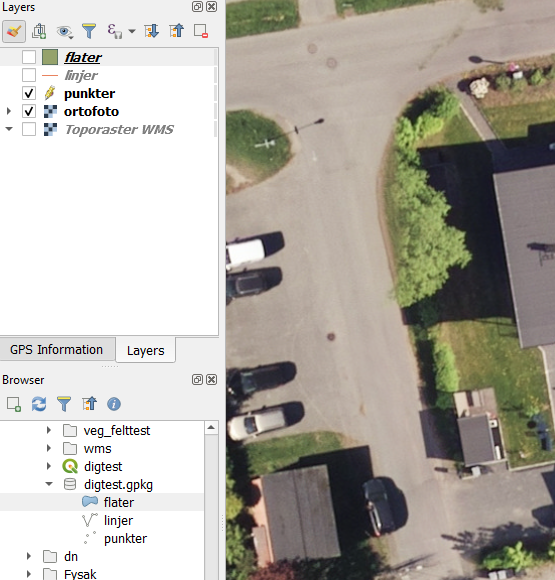 Layers
flater
linjer
punkter
ortofoto
Toporaster WMS
GPS Information
Layers
Browser
veg_felttest
wms
digtest
digtest.gpkg
flater
linjer
punkter
dn
Fysak